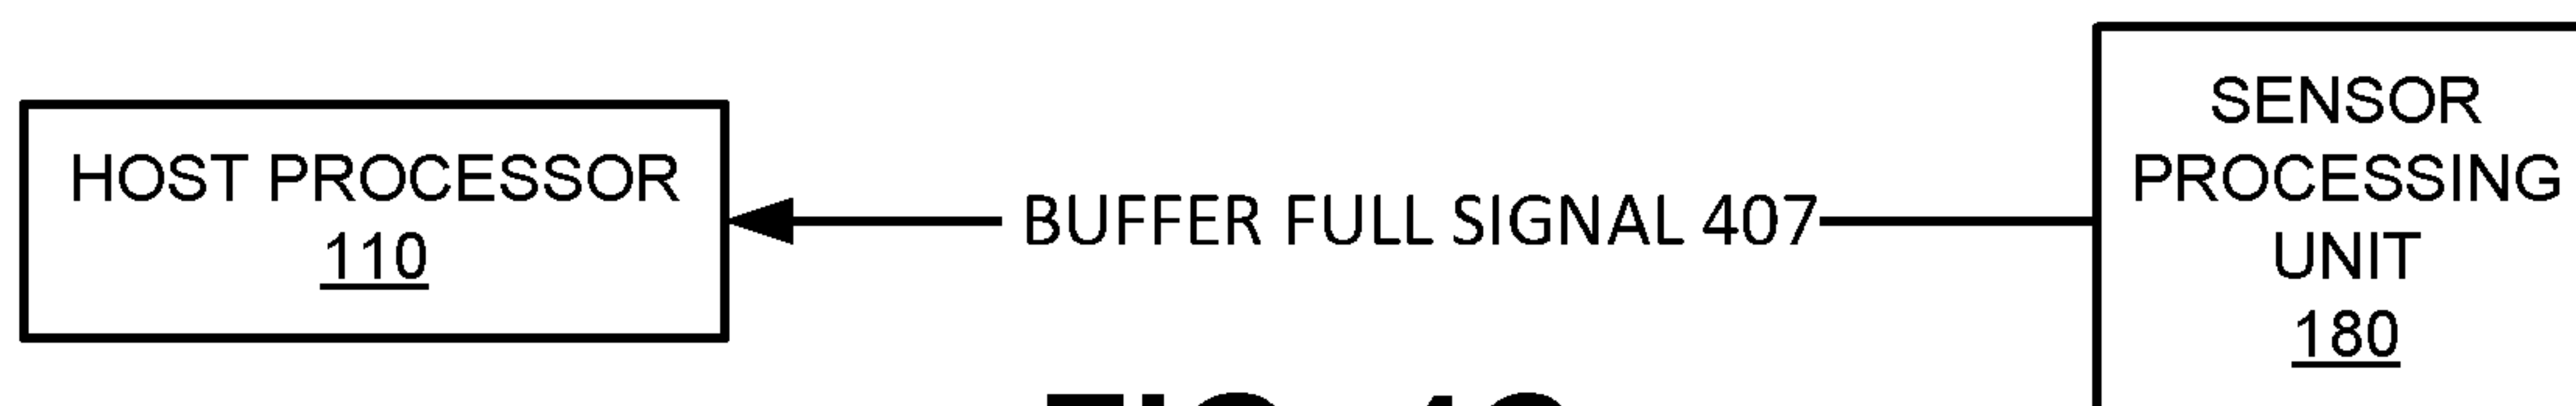 HOST PROCESSOR
110
BUFFER FULL SIGNAL 407
SENSOR
PROCESSING
UNIT
180